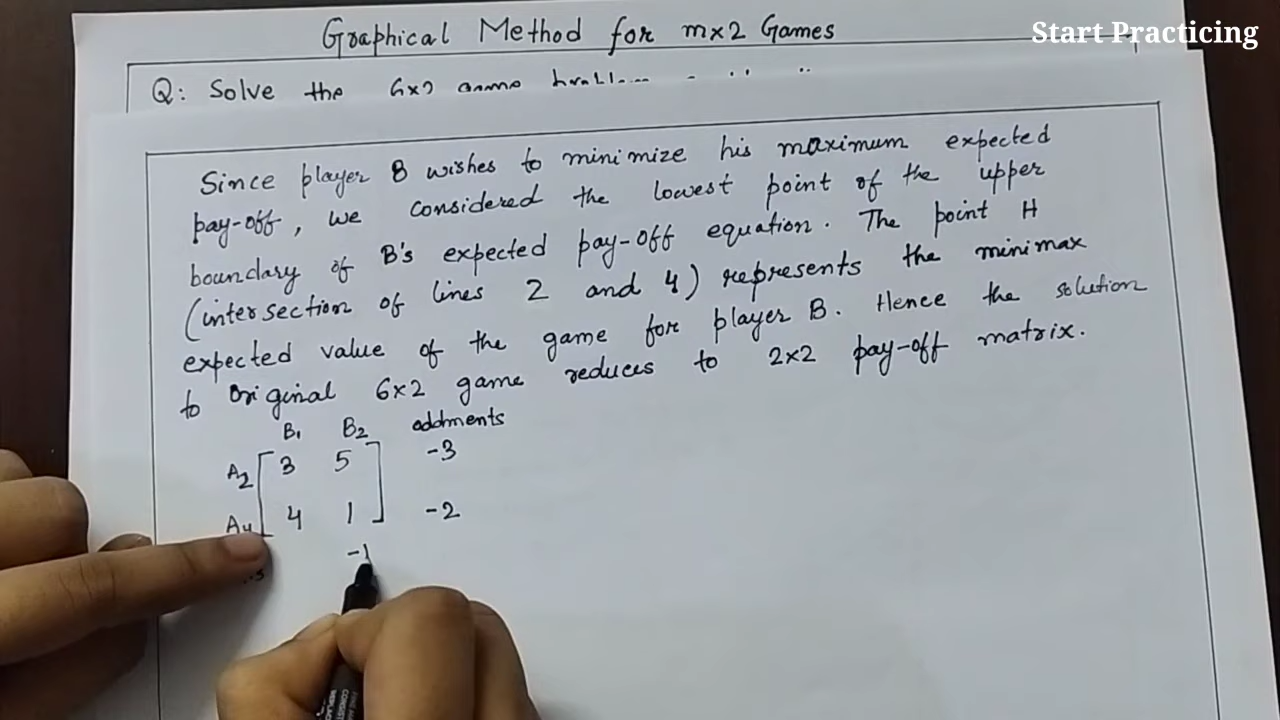 Graphical Method for m×2 Games
Start Practicing
Q: Solve the 6×2 game
Since player B wishes to minimize his maximum expected
pay-off, we considered the lowest point of the upper
boundary of B's expected pay-off equation. The point H
(intersection of lines 2 and 4) represents the minimax
expected value of the game for player B. Hence the solution
to original 6×2 game reduces to 2×2 pay-off matrix.
B₁ B₂ oddments
A₂ 3 5 -3
A₄ 4 1 -2
-1